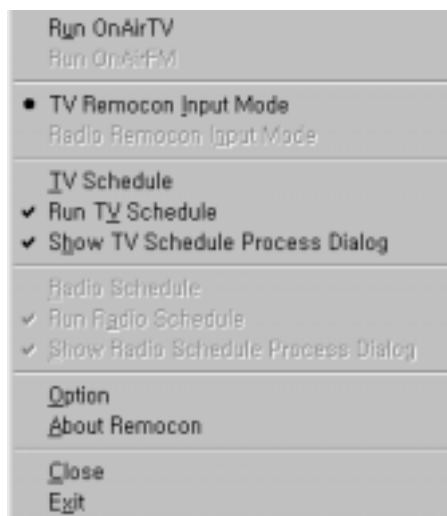 Run OnAirTV
Run OnAirFM
TV Remocon Input Mode
Radio Remocon Input Mode
TV Schedule
Run TV Schedule
Show TV Schedule Process Dialog
Radio Schedule
Run Radio Schedule
Show Radio Schedule Process Dialog
Option
About Remocon
Close
Exit